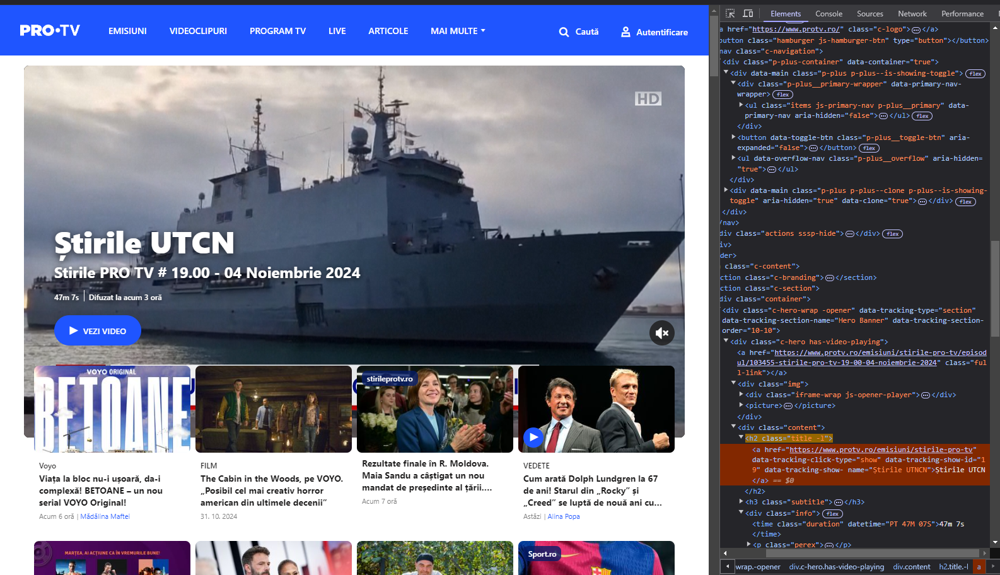 PRO•TV EMISIUNI VIDEOCLIPURI PROGRAM TV LIVE ARTICOLE MAI MULTE Caută Autentificare
HD
Știrile UTCN
Stirile PRO TV # 19.00 - 04 Noiembrie 2024
47m 7s Difuzat la acum 3 oră
VEZI VIDEO
VOYO ORIGINAL
BETOANE
Voyo
Viața la bloc nu-i ușoară, da-i
complexă! BETOANE – un nou
serial VOYO Original!
Acum 6 oră | Mădălina Maftei
FILM
The Cabin in the Woods, pe VOYO.
„Posibil cel mai creativ horror
american din ultimele decenii”
31. 10. 2024
stirileprotv.ro
Rezultate finale în R. Moldova.
Maia Sandu a câștigat un nou
mandat de președinte al țării....
Acum 7 oră
VEDETE
Cum arată Dolph Lundgren la 67
de ani! Starul din „Rocky” și
„Creed” se luptă de nouă ani cu...
Astăzi | Alina Popa
MARȚEA, AI ACȚIUNE CA ÎN VREMURILE BUNE!
Sport.ro
Elements Console Sources Network Performance
a href="https://www.protv.ro/" class="c-logo">…</a>
utton class="hamburger js-hamburger-btn" type="button"></button>
nav class="c-navigation">
<div class="p-plus-container" data-container="true">
<div data-main class="p-plus p-plus--is-showing-toggle"> flex
<div class="p-plus__primary-wrapper" data-primary-nav-
wrapper> flex
<ul class="items js-primary-nav p-plus__primary" data-
primary-nav aria-hidden="false">…</ul> flex
</div>
<button data-toggle-btn class="p-plus__toggle-btn" aria-
expanded="false">…</button> flex
<ul data-overflow-nav class="p-plus__overflow" aria-hidden=
"true">…</ul>
</div>
<div data-main class="p-plus p-plus--clone p-plus--is-showing-
toggle" aria-hidden="true" data-clone="true">…</div> flex
</div>
/nav>
div class="actions sssp-hide">…</div> flex
iv>
der>
class="c-content">
ction class="c-branding">…</section>
ction class="c-section">
div class="container">
<div class="c-hero-wrap -opener" data-tracking-type="section"
data-tracking-section-name="Hero Banner" data-tracking-section-
order="10-10">
<div class="c-hero has-video-playing">
<a href="https://www.protv.ro/emisiuni/stirile-pro-tv/episod
ul/103455-stirile-pro-tv-19-00-04-noiembrie-2024" class="ful
l-link"></a>
<div class="img">
<div class="iframe-wrap js-opener-player">…</div>
<picture>…</picture>
</div>
<div class="content">
<h2 class="title -l">
<a href="https://www.protv.ro/emisiuni/stirile-pro-tv"
data-tracking-click-type="show" data-tracking-show-id="1
9" data-tracking-show- name="Știrile UTNCN">Știrile UTCN
</a> == $0
</h2>
<h3 class="subtitle">…</h3>
<div class="info"> flex
<time class="duration" datetime="PT 47M 07S">47m 7s
</time>
<p class="perex">…</p>
wrap.-opener div.c-hero.has-video-playing div.content h2.title.-l a